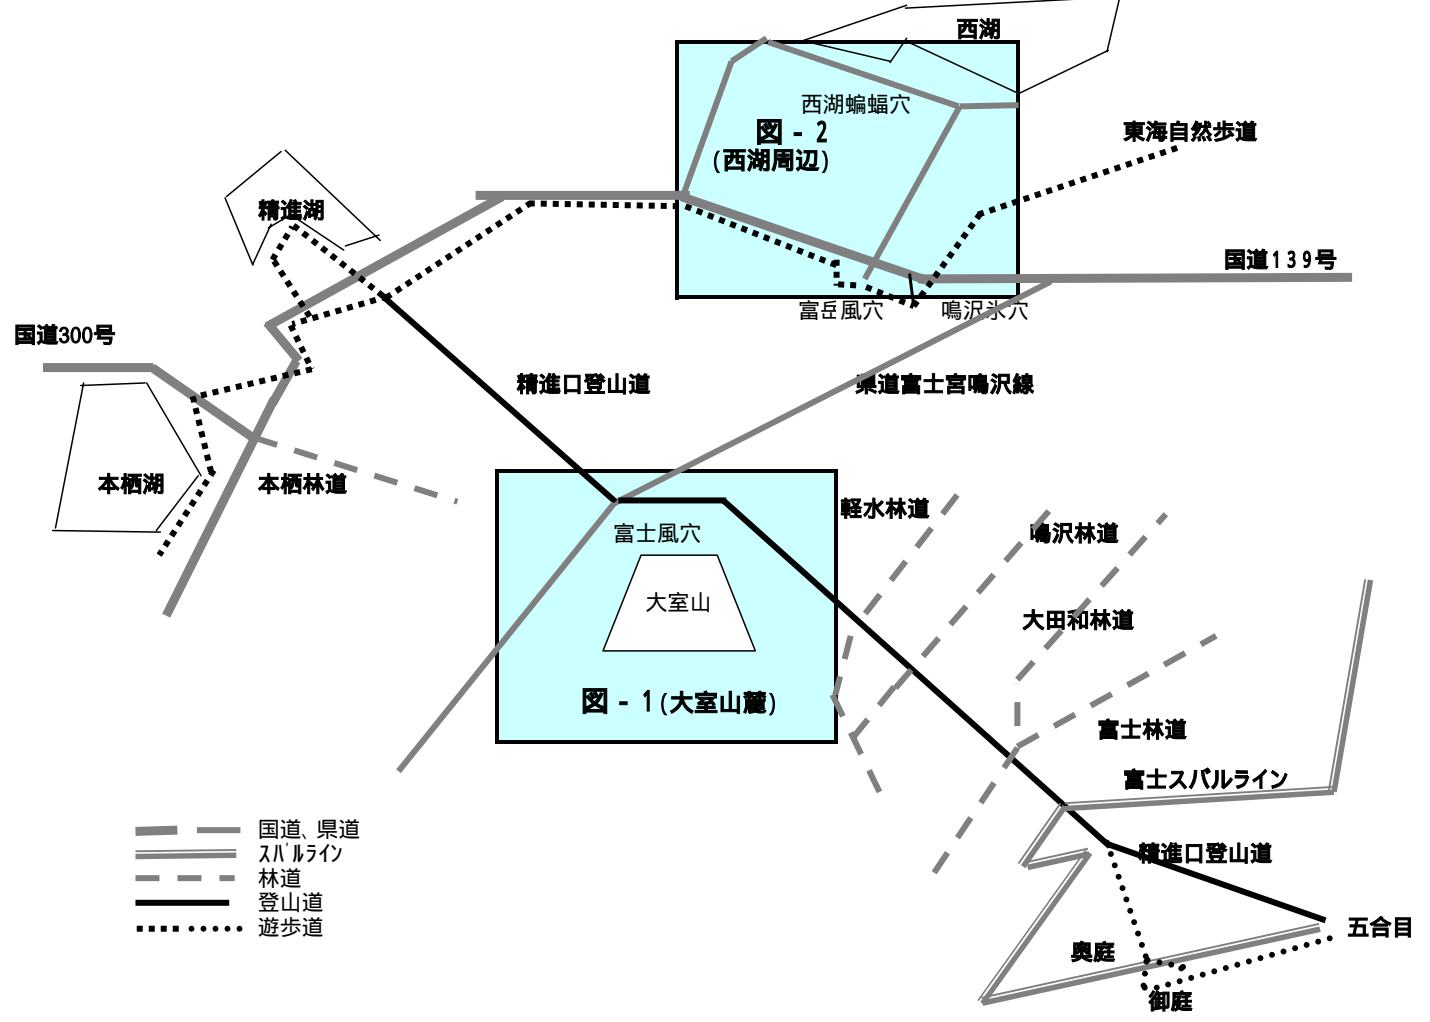 西湖
西湖蝙蝠穴
図 - 2
(西湖周辺)
東海自然歩道
精進湖
国道139号
富岳風穴
鳴沢氷穴
国道300号
精進口登山道
県道富士宮鳴沢線
本栖湖
本栖林道
軽水林道
富士風穴
鳴沢林道
大室山
大田和林道
図 - 1(大室山麓)
富士林道
富士スバルライン
国道、県道
ｽﾊﾞﾙﾗｲﾝ
林道
登山道
遊歩道
精進口登山道
五合目
奥庭
御庭